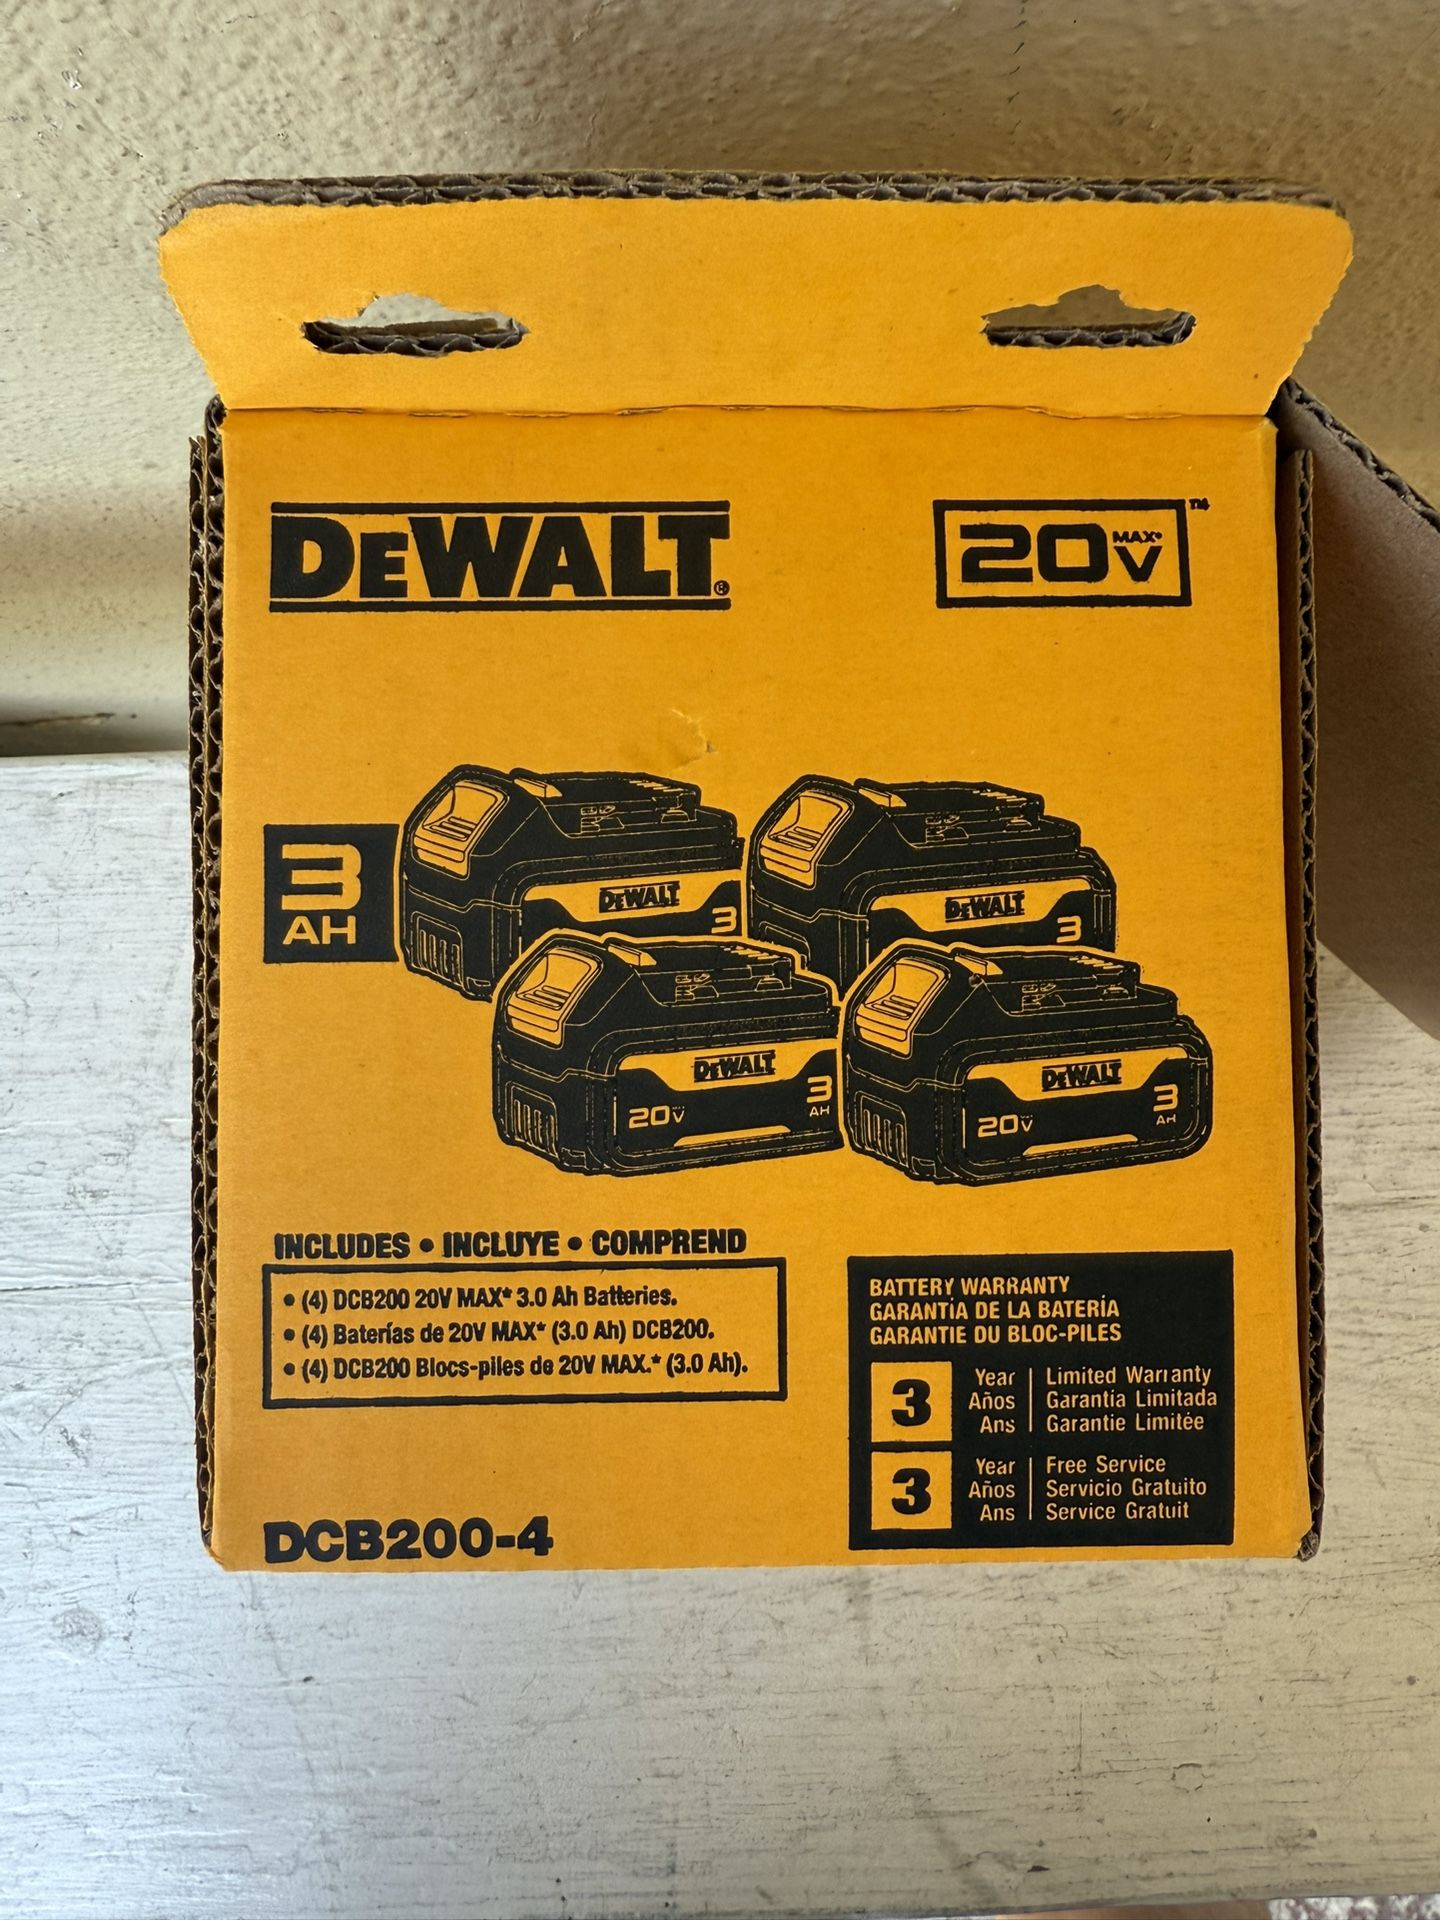 DEWALT®
20V MAX* ™
3
AH
DEWALT
3
DEWALT
3
DEWALT
20V
3
AH
DEWALT
20V
3
AH
INCLUDES • INCLUYE • COMPREND
• (4) DCB200 20V MAX* 3.0 Ah Batteries.
• (4) Baterías de 20V MAX* (3.0 Ah) DCB200.
• (4) DCB200 Blocs-piles de 20V MAX.* (3.0 Ah).
DCB200-4
BATTERY WARRANTY
GARANTÍA DE LA BATERÍA
GARANTIE DU BLOC-PILES
3
Year Limited Warranty
Años Garantía Limitada
Ans Garantie Limitée
3
Year Free Service
Años Servicio Gratuito
Ans Service Gratuit